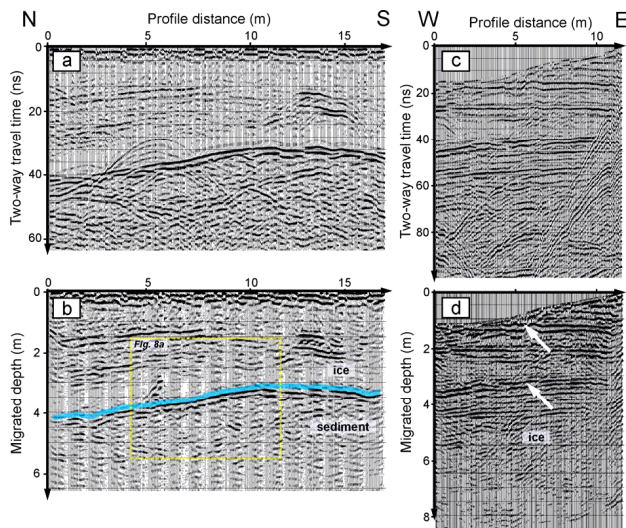 N Profile distance (m) S
0 5 10 15
a
Two-way travel time (ns)
0
20
40
60
W Profile distance (m) E
0 5 10
c
Two-way travel time (ns)
0
20
40
60
80
0 5 10 15
b
Migrated depth (m)
0
2
4
6
Fig. 8a
ice
sediment
0 5 10
d
Migrated depth (m)
0
2
4
6
8
ice